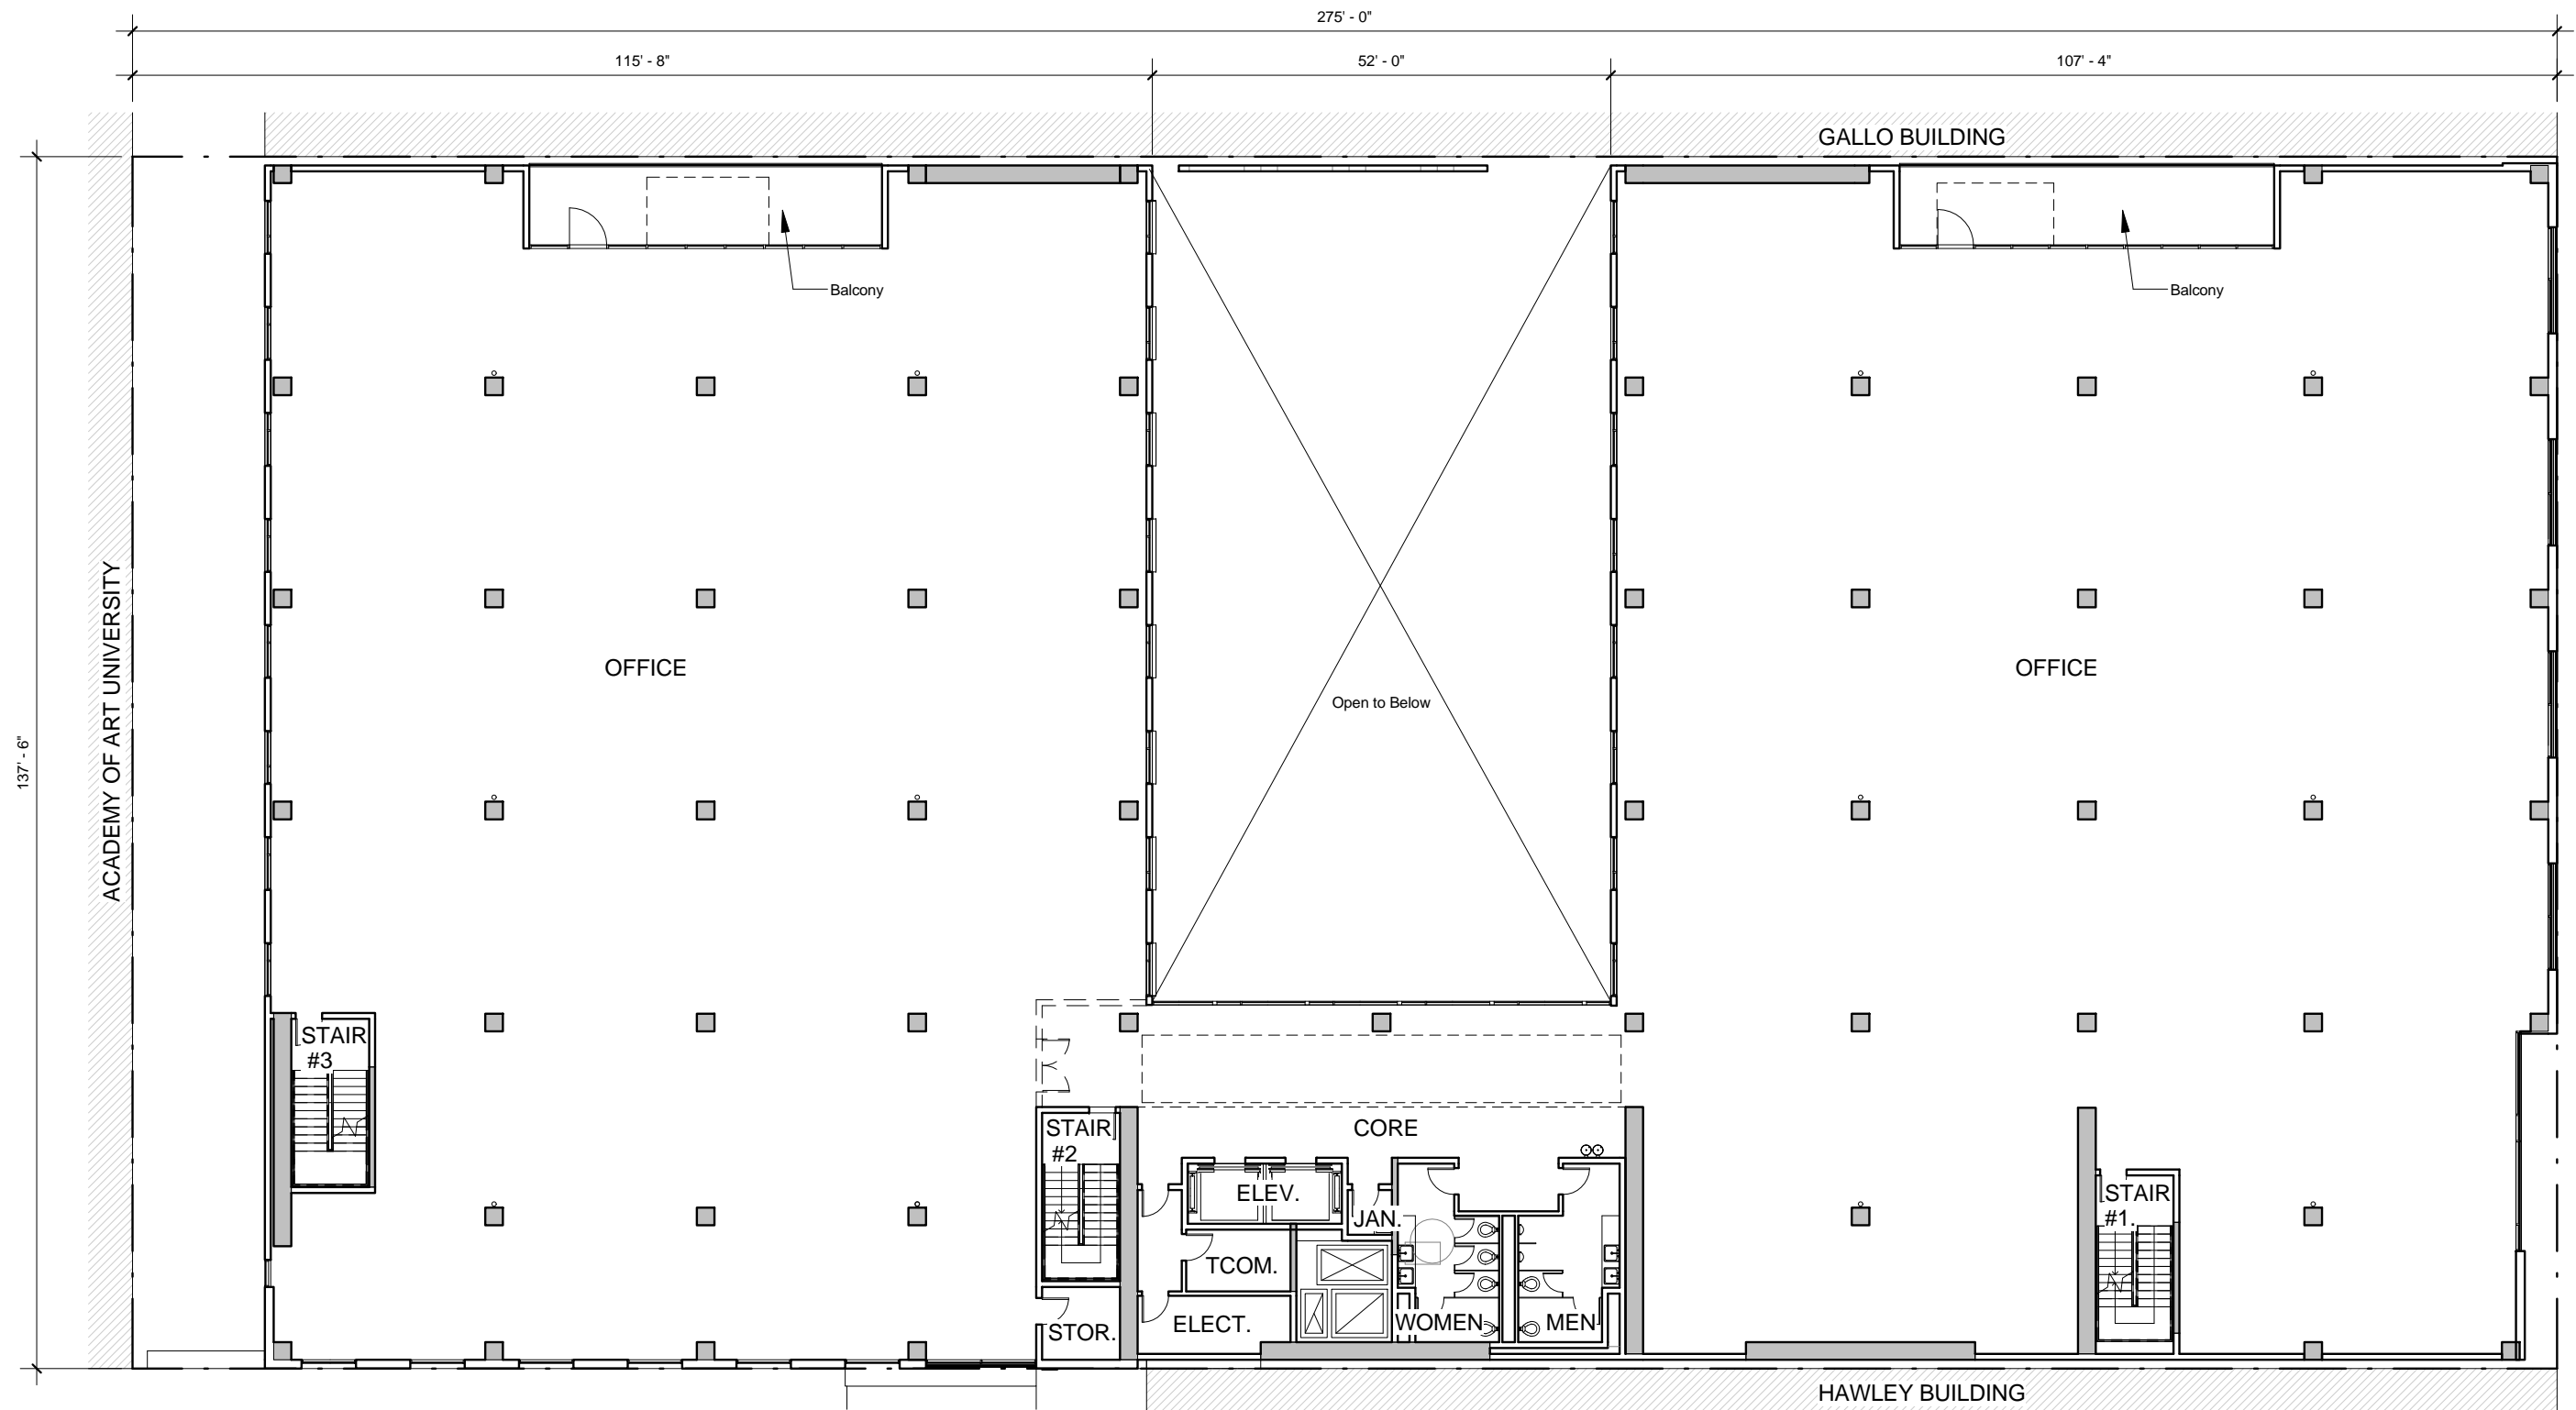 275' - 0"
115' - 8"
52' - 0"
107' - 4"
GALLO BUILDING
Balcony
Balcony
ACADEMY OF ART UNIVERSITY
137' - 6"
OFFICE
OFFICE
Open to Below
STAIR
#3
STAIR
#2
CORE
ELEV.
JAN.
STAIR
#1.
TCOM.
STOR.
ELECT.
WOMEN
MEN
HAWLEY BUILDING